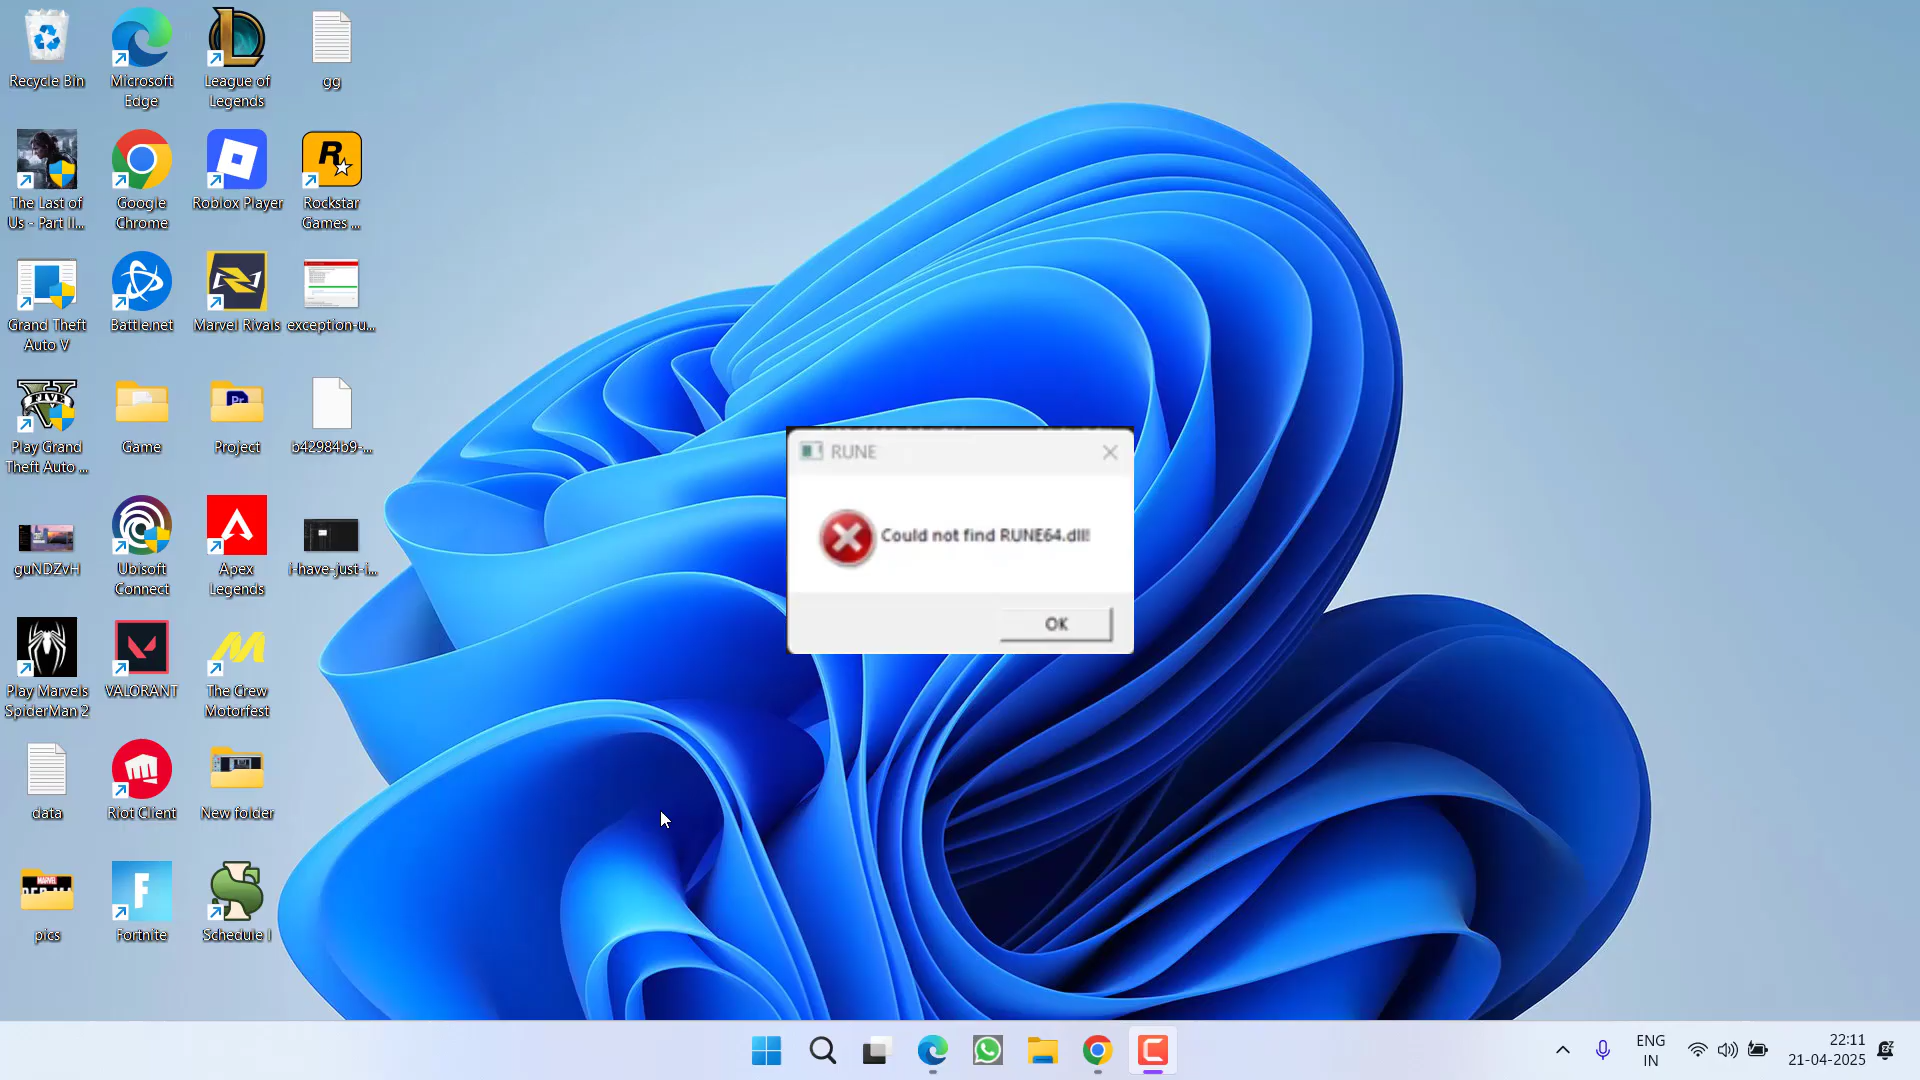 Recycle Bin
Microsoft
Edge
League of
Legends
gg
The Last of
Us - Part II...
Google
Chrome
Roblox Player
Rockstar
Games ...
Grand Theft
Auto V
Battle.net
Marvel Rivals
exception-u...
FIVE
Play Grand
Theft Auto ...
Game
Pr
Project
b42984b9-...
guNDZvH
Ubisoft
Connect
Apex
Legends
i-have-just-i...
Play Marvels
SpiderMan 2
VALORANT
The Crew
Motorfest
data
Riot Client
New folder
MARVEL
pics
Fortnite
Schedule I
RUNE
Could not find RUNE64.dll!
OK
ENG
IN
22:11
21-04-2025